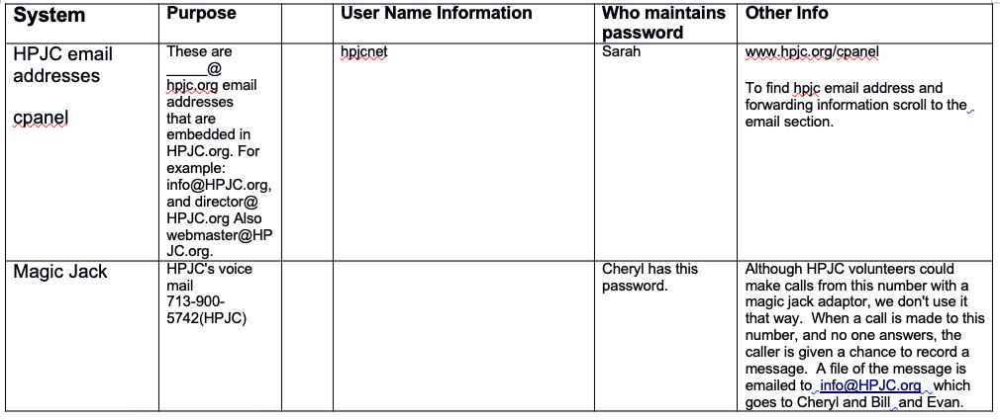 System
Purpose
User Name Information
Who maintains
password
Other Info
HPJC email
addresses
cpanel
These are
_____@
hpjc.org email
addresses
that are
embedded in
HPJC.org. For
example:
info@HPJC.org,
and director@
HPJC.org Also
webmaster@HP
JC.org.
hpjcnet
Sarah
www.hpjc.org/cpanel
To find hpjc email address and
forwarding information scroll to the
email section.
Magic Jack
HPJC's voice
mail
713-900-
5742(HPJC)
Cheryl has this
password.
Although HPJC volunteers could
make calls from this number with a
magic jack adaptor, we don't use it
that way.  When a call is made to this
number, and no one answers, the
caller is given a chance to record a
message.  A file of the message is
emailed to info@HPJC.org which
goes to Cheryl and Bill and Evan.